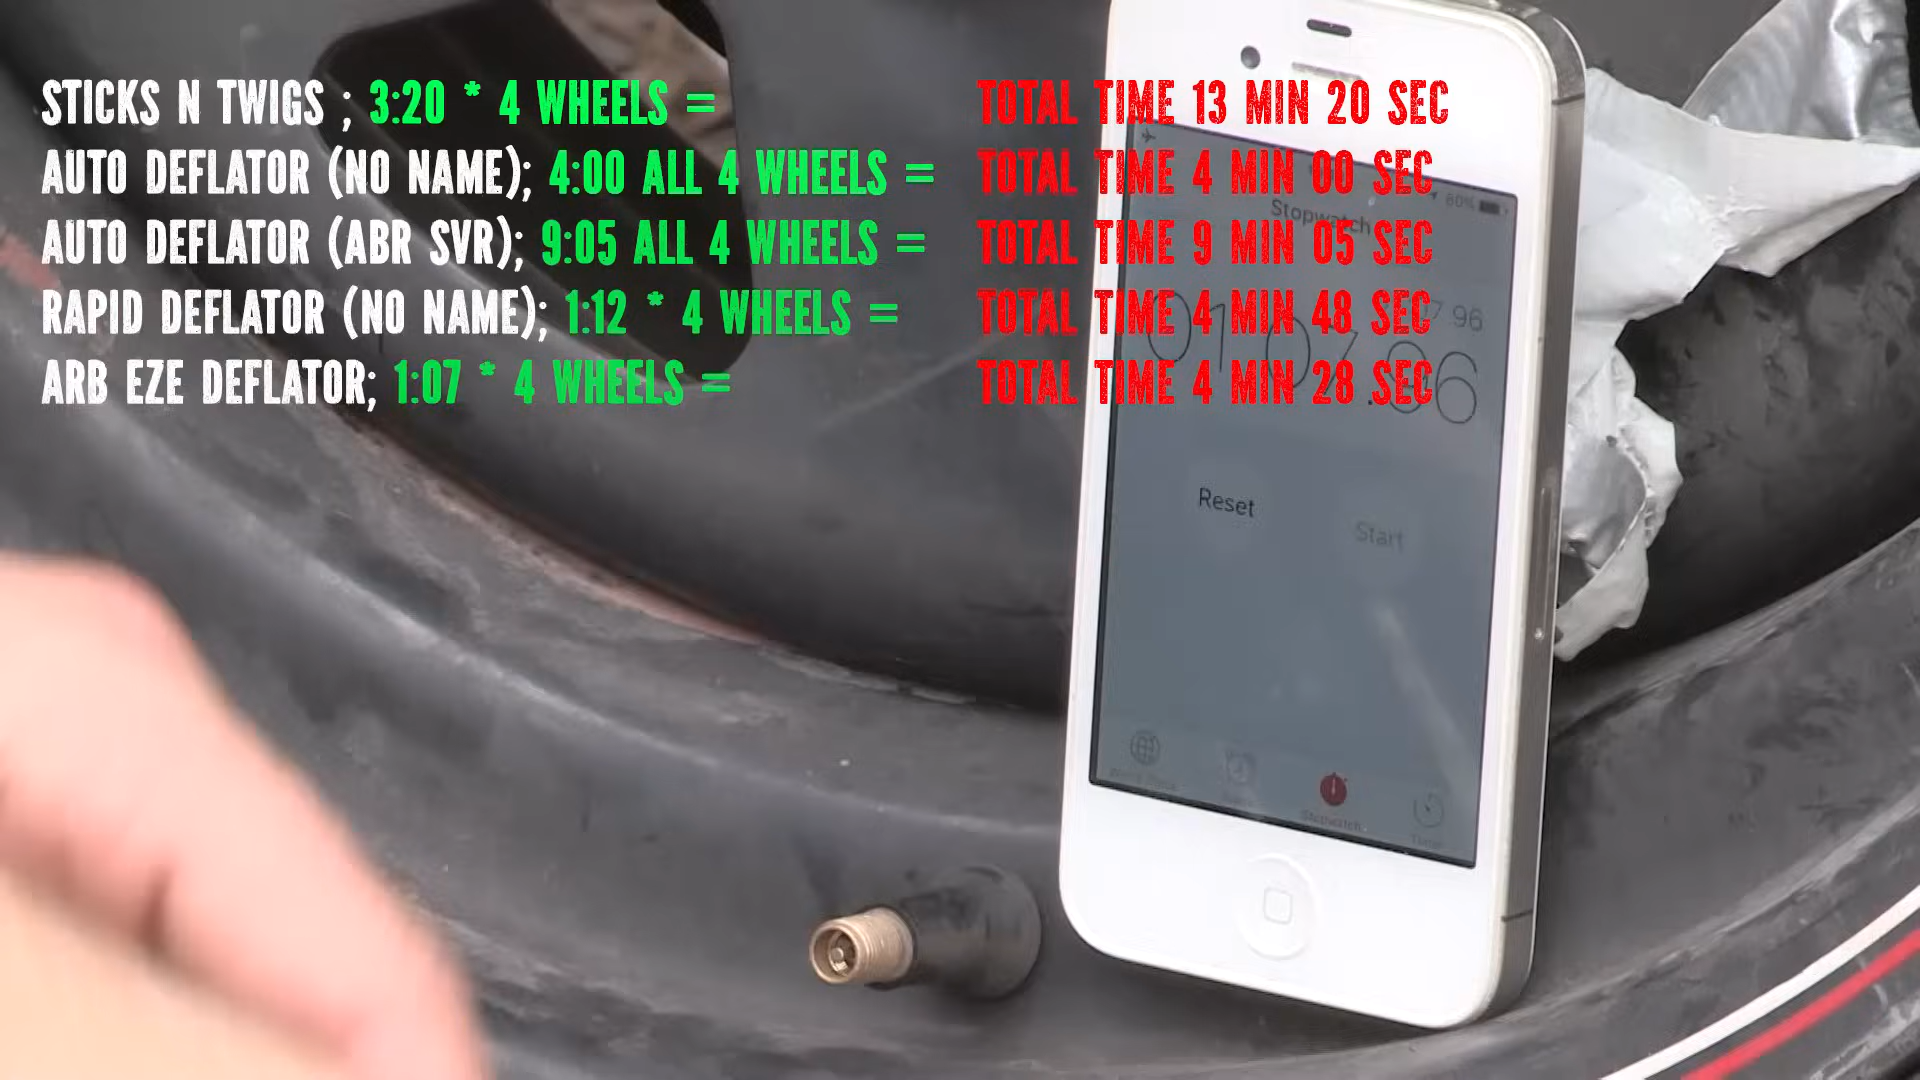 STICKS N TWIGS ; 3:20 * 4 WHEELS = TOTAL TIME 13 MIN 20 SEC
AUTO DEFLATOR (NO NAME); 4:00 ALL 4 WHEELS = TOTAL TIME 4 MIN 00 SEC
AUTO DEFLATOR (ABR SVR); 9:05 ALL 4 WHEELS = TOTAL TIME 9 MIN 05 SEC
RAPID DEFLATOR (NO NAME); 1:12 * 4 WHEELS = TOTAL TIME 4 MIN 48 SEC
ARB EZE DEFLATOR; 1:07 * 4 WHEELS = TOTAL TIME 4 MIN 28 SEC
80%
Stopwatch
Reset
Start
Stopwatch
Timer